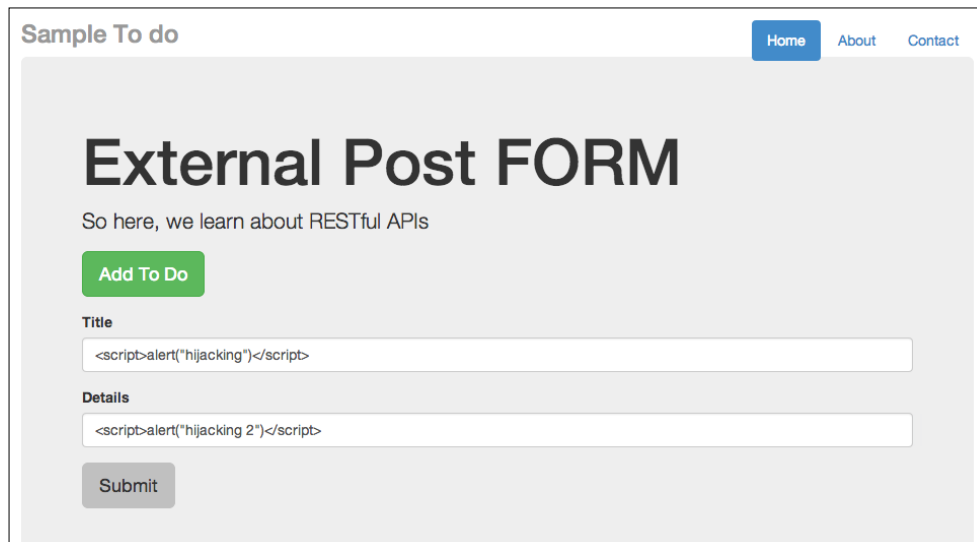 Sample To do
Home About Contact
External Post FORM
So here, we learn about RESTful APIs
Add To Do
Title
<script>alert("hijacking")</script>
Details
<script>alert("hijacking 2")</script>
Submit